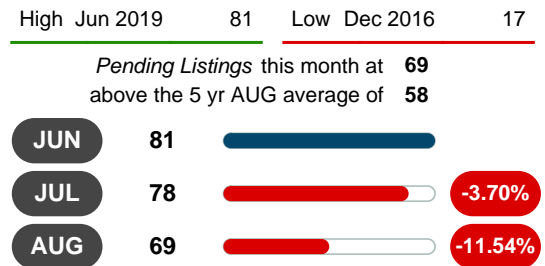 High Jun 2019 81 Low Dec 2016 17
Pending Listings this month at 69
above the 5 yr AUG average of 58
JUN 81
JUL 78 -3.70%
AUG 69 -11.54%